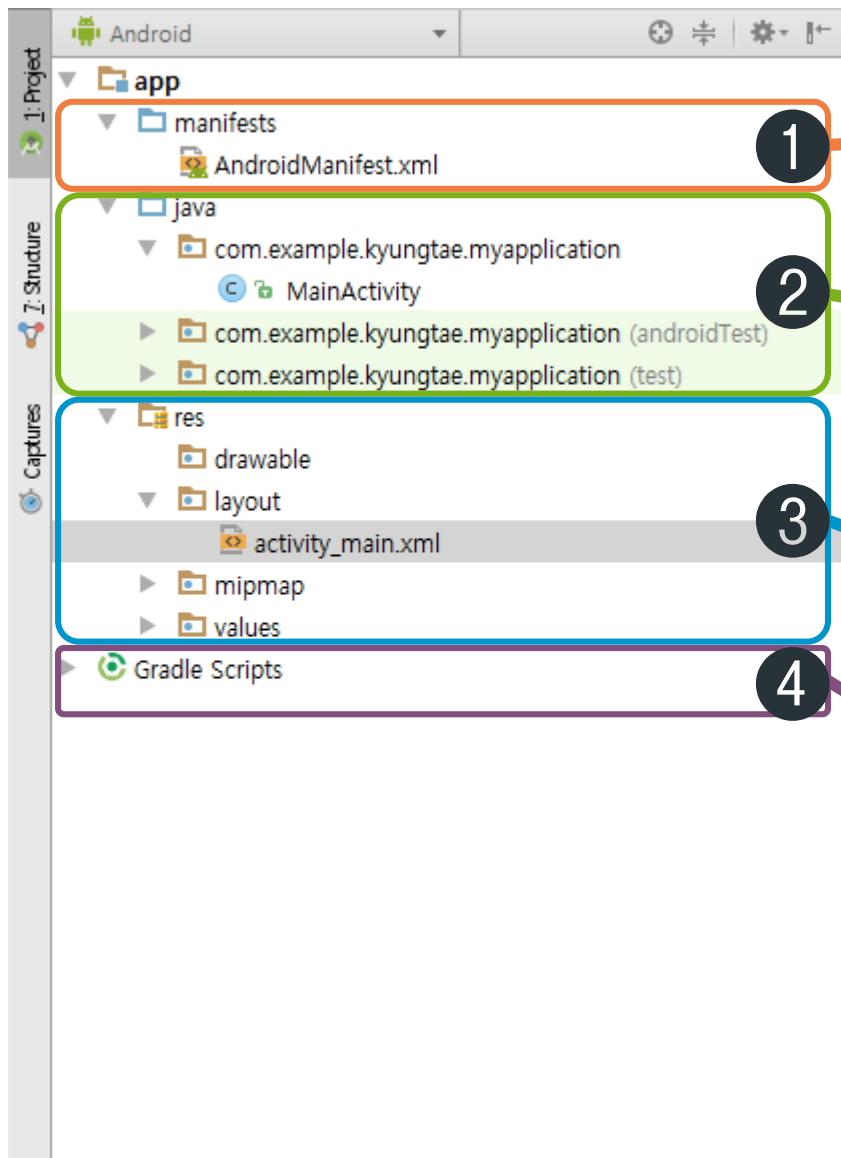 Android
1: Project
7: Structure
Captures
app
manifests
AndroidManifest.xml
1
java
com.example.kyungtae.myapplication
C MainActivity
2
com.example.kyungtae.myapplication (androidTest)
com.example.kyungtae.myapplication (test)
res
drawable
layout
3
activity_main.xml
mipmap
values
Gradle Scripts
4